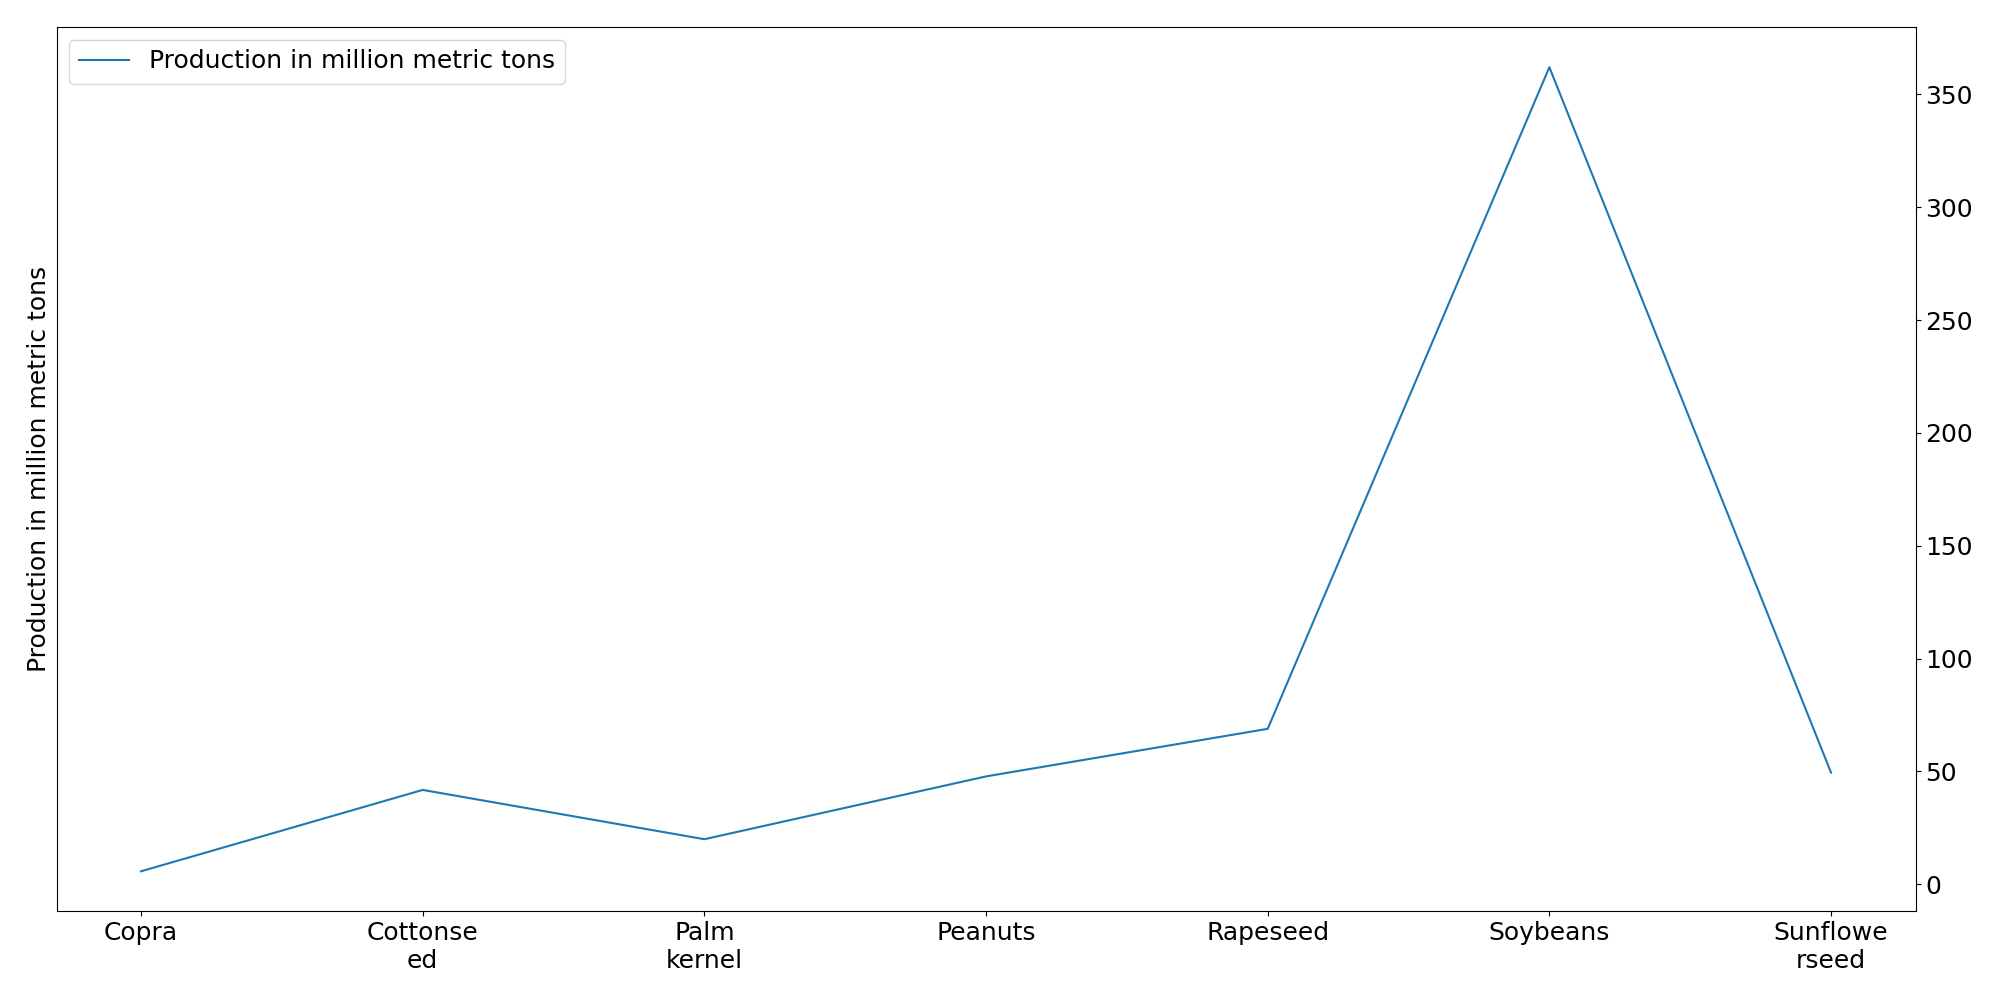 Production in million metric tons
Production in million metric tons
350
300
250
200
150
100
50
0
Copra
Cottonse
ed
Palm
kernel
Peanuts
Rapeseed
Soybeans
Sunflowe
rseed